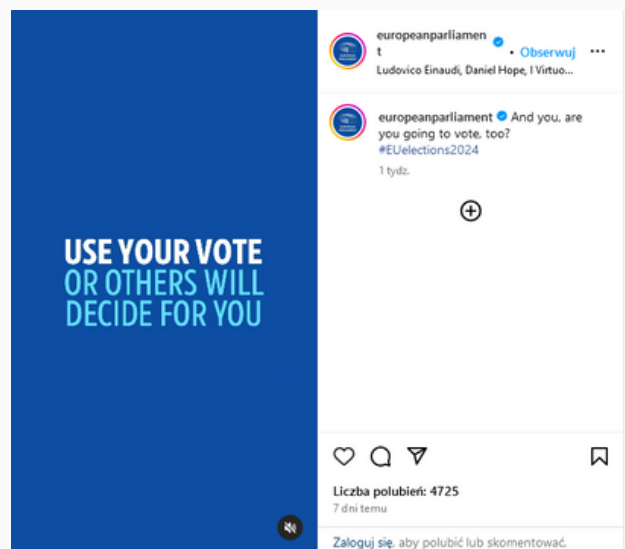 USE YOUR VOTE
OR OTHERS WILL
DECIDE FOR YOU
europeanparliamen
t
• Obserwuj
Ludovico Einaudi, Daniel Hope, I Virtuo...
europeanparliament And you, are
you going to vote, too?
#EUelections2024
1 tydz.
Liczba polubień: 4725
7 dni temu
Zaloguj się, aby polubić lub skomentować.